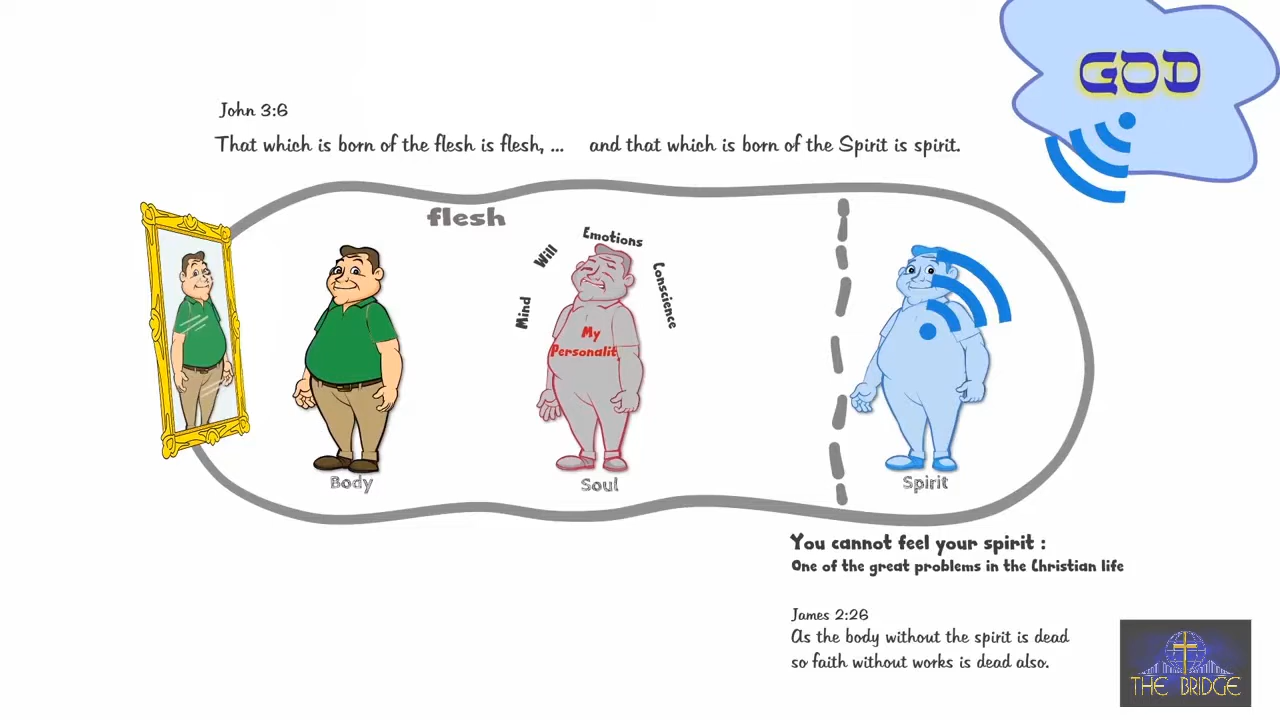 GOD
John 3:6
That which is born of the flesh is flesh, ... and that which is born of the Spirit is spirit.
flesh
Mind
Will
Emotions
Conscience
My
Personalit
Body
Soul
Spirit
You cannot feel your spirit :
One of the great problems in the Christian life
James 2:26
As the body without the spirit is dead
so faith without works is dead also.
THE BRIDGE